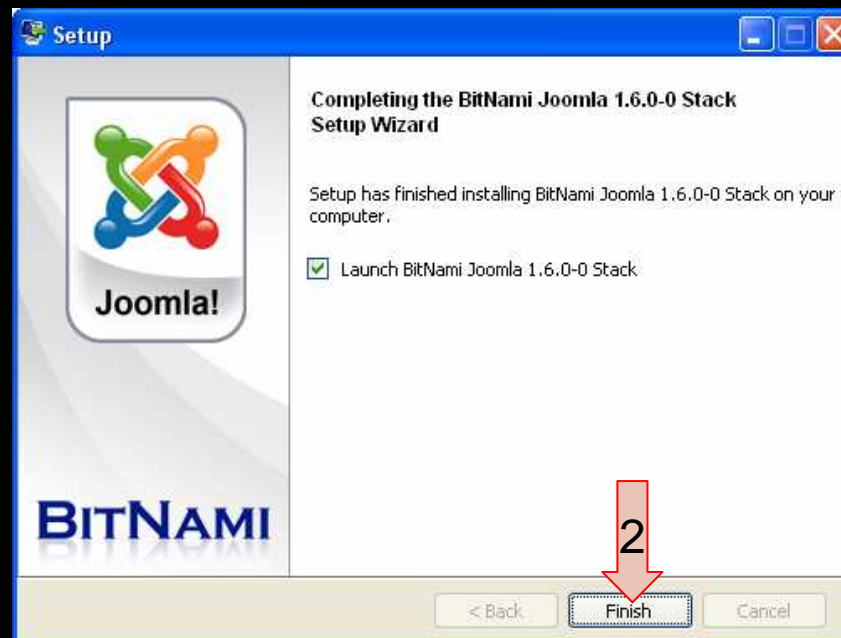 Setup
Completing the BitNami Joomla 1.6.0-0 Stack
Setup Wizard
Setup has finished installing BitNami Joomla 1.6.0-0 Stack on your
computer.
Launch BitNami Joomla 1.6.0-0 Stack
Joomla!
BITNAMI
2
< Back
Finish
Cancel